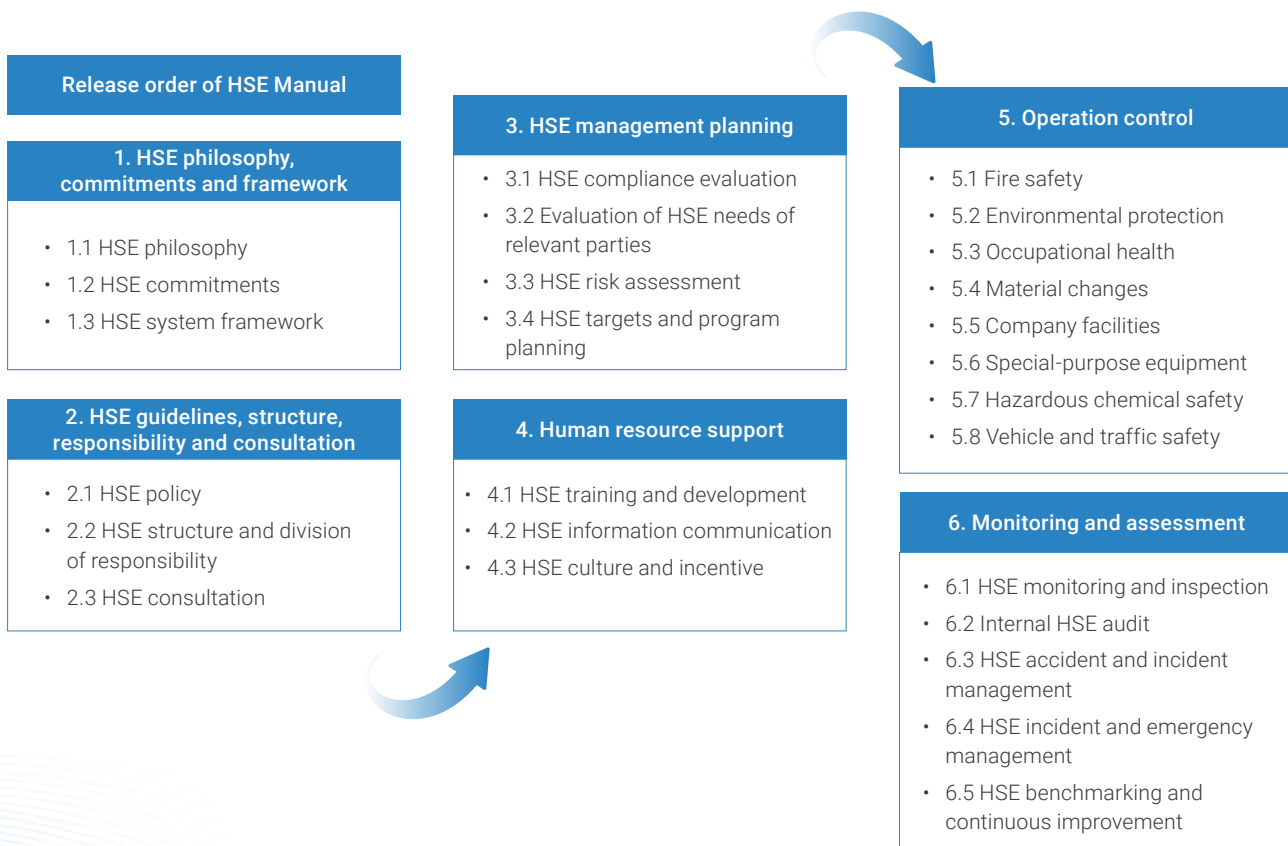 Release order of HSE Manual
1. HSE philosophy,
commitments and framework
• 1.1 HSE philosophy
• 1.2 HSE commitments
• 1.3 HSE system framework
2. HSE guidelines, structure,
responsibility and consultation
• 2.1 HSE policy
• 2.2 HSE structure and division
of responsibility
• 2.3 HSE consultation
3. HSE management planning
• 3.1 HSE compliance evaluation
• 3.2 Evaluation of HSE needs of
relevant parties
• 3.3 HSE risk assessment
• 3.4 HSE targets and program
planning
4. Human resource support
• 4.1 HSE training and development
• 4.2 HSE information communication
• 4.3 HSE culture and incentive
5. Operation control
• 5.1 Fire safety
• 5.2 Environmental protection
• 5.3 Occupational health
• 5.4 Material changes
• 5.5 Company facilities
• 5.6 Special-purpose equipment
• 5.7 Hazardous chemical safety
• 5.8 Vehicle and traffic safety
6. Monitoring and assessment
• 6.1 HSE monitoring and inspection
• 6.2 Internal HSE audit
• 6.3 HSE accident and incident
management
• 6.4 HSE incident and emergency
management
• 6.5 HSE benchmarking and
continuous improvement